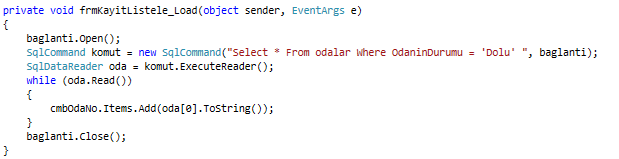 private void frmKayitListele_Load(object sender, EventArgs e)
{
baglanti.Open();
SqlCommand komut = new SqlCommand("Select * From odalar Where OdaninDurumu = 'Dolu' ", baglanti);
SqlDataReader oda = komut.ExecuteReader();
while (oda.Read())
{
cmbOdaNo.Items.Add(oda[0].ToString());
}
baglanti.Close();
}